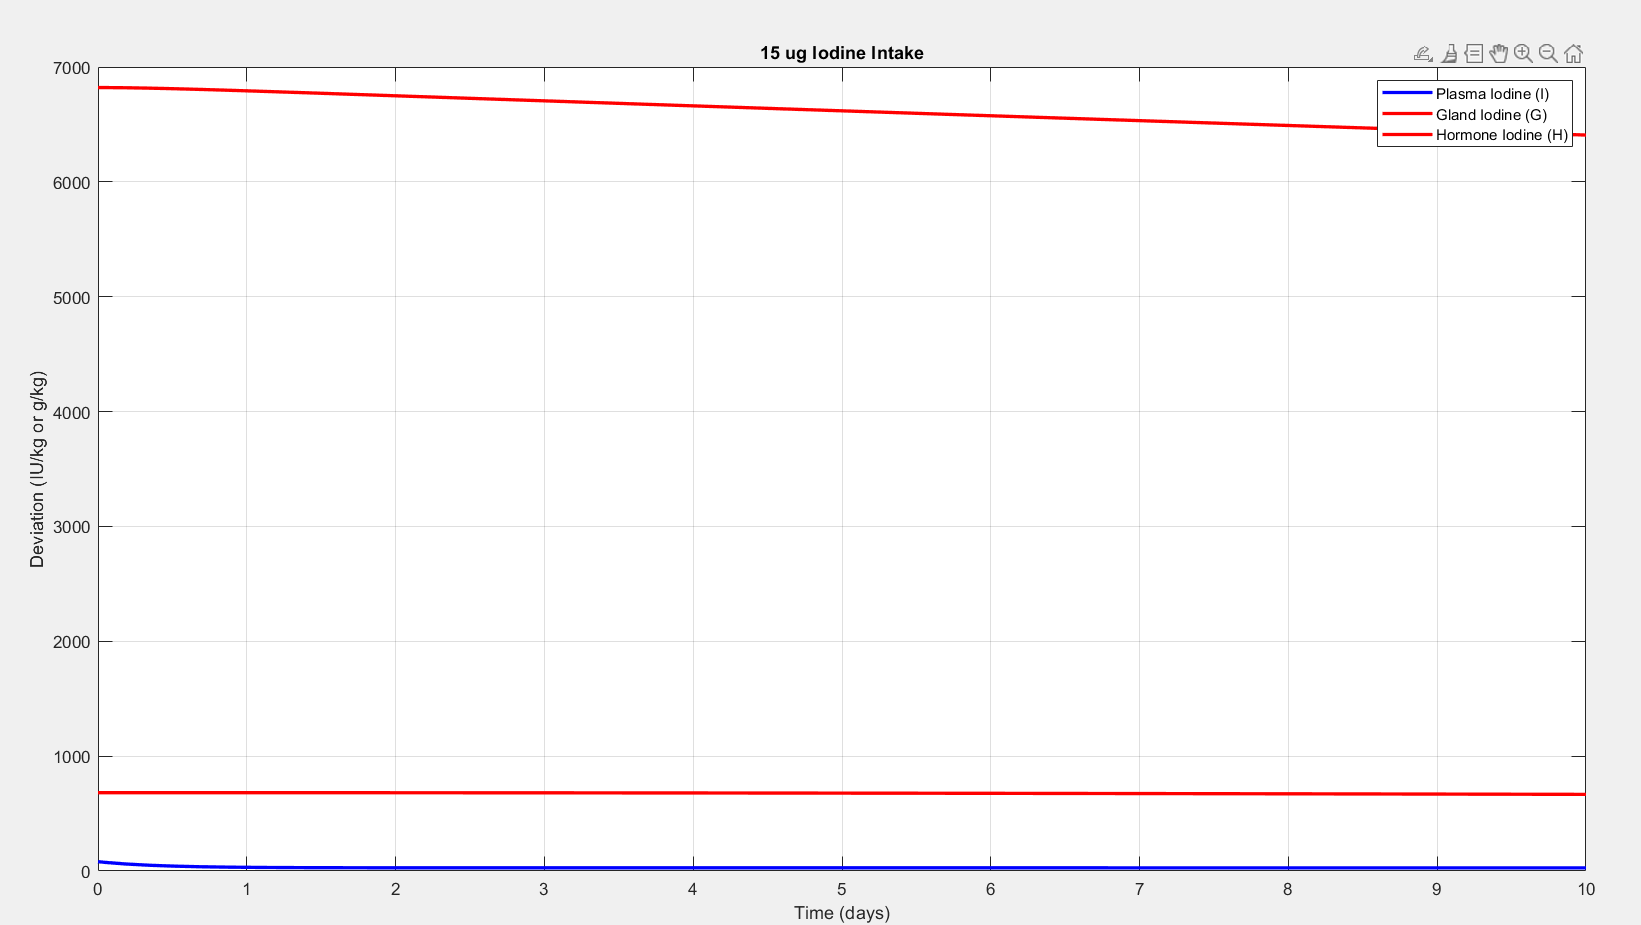 15 ug Iodine Intake
7000
6000
5000
4000
3000
2000
1000
0
Deviation (IU/kg or g/kg)
Plasma Iodine (I)
Gland Iodine (G)
Hormone Iodine (H)
0 1 2 3 4 5 6 7 8 9 10
Time (days)